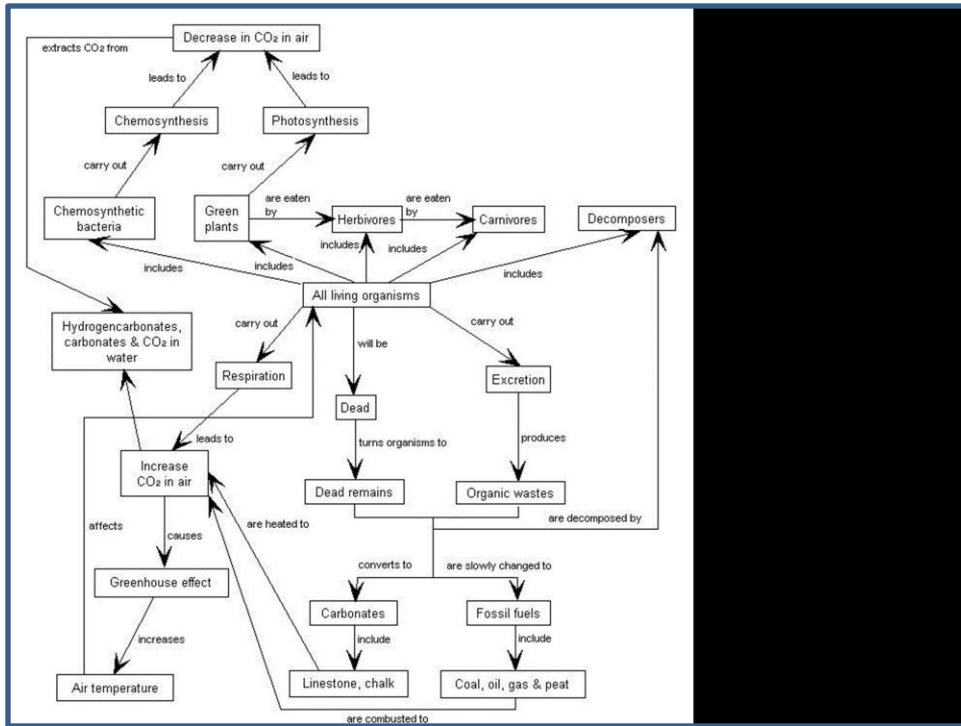 Decrease in CO₂ in air
extracts CO₂ from
leads to
leads to
Chemosynthesis
Photosynthesis
carry out
carry out
Chemosynthetic
bacteria
Green
plants
are eaten
by
Herbivores
are eaten
by
Carnivores
Decomposers
includes
includes
includes
includes
includes
All living organisms
Hydrogencarbonates,
carbonates & CO₂ in
water
carry out
will be
carry out
Respiration
Excretion
Dead
leads to
turns organisms to
produces
Increase
CO₂ in air
Dead remains
Organic wastes
affects
are heated to
are decomposed by
causes
converts to
are slowly changed to
Greenhouse effect
Carbonates
Fossil fuels
increases
include
include
Air temperature
Linestone, chalk
Coal, oil, gas & peat
are combusted to